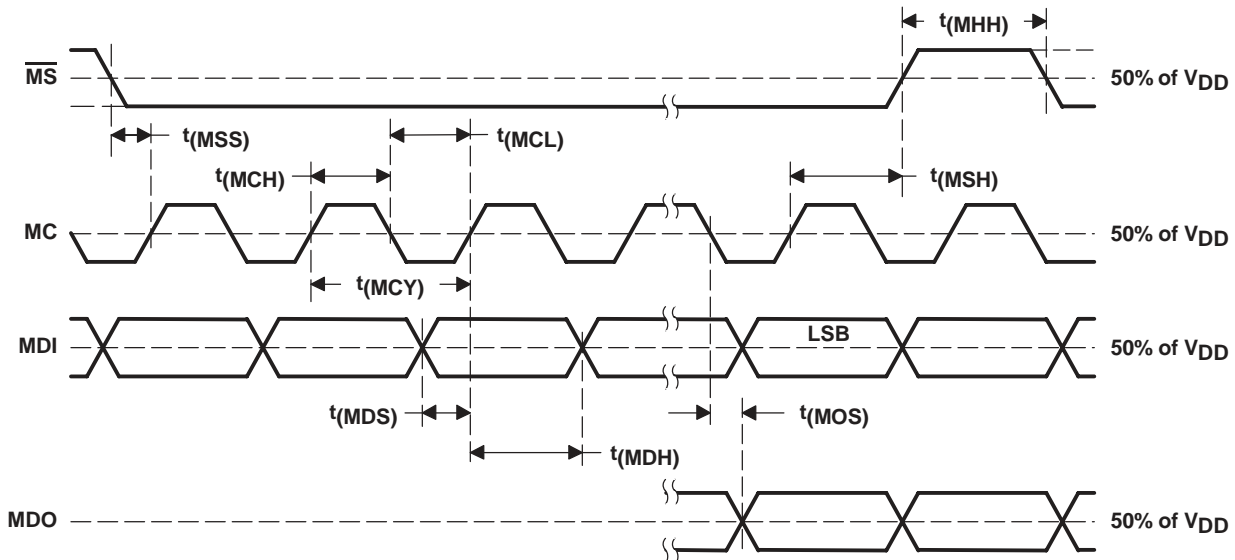 t(MHH)
MS
50% of VDD
t(MSS)
t(MCL)
t(MCH)
t(MSH)
MC
50% of VDD
t(MCY)
LSB
MDI
50% of VDD
t(MDS)
t(MOS)
t(MDH)
MDO
50% of VDD